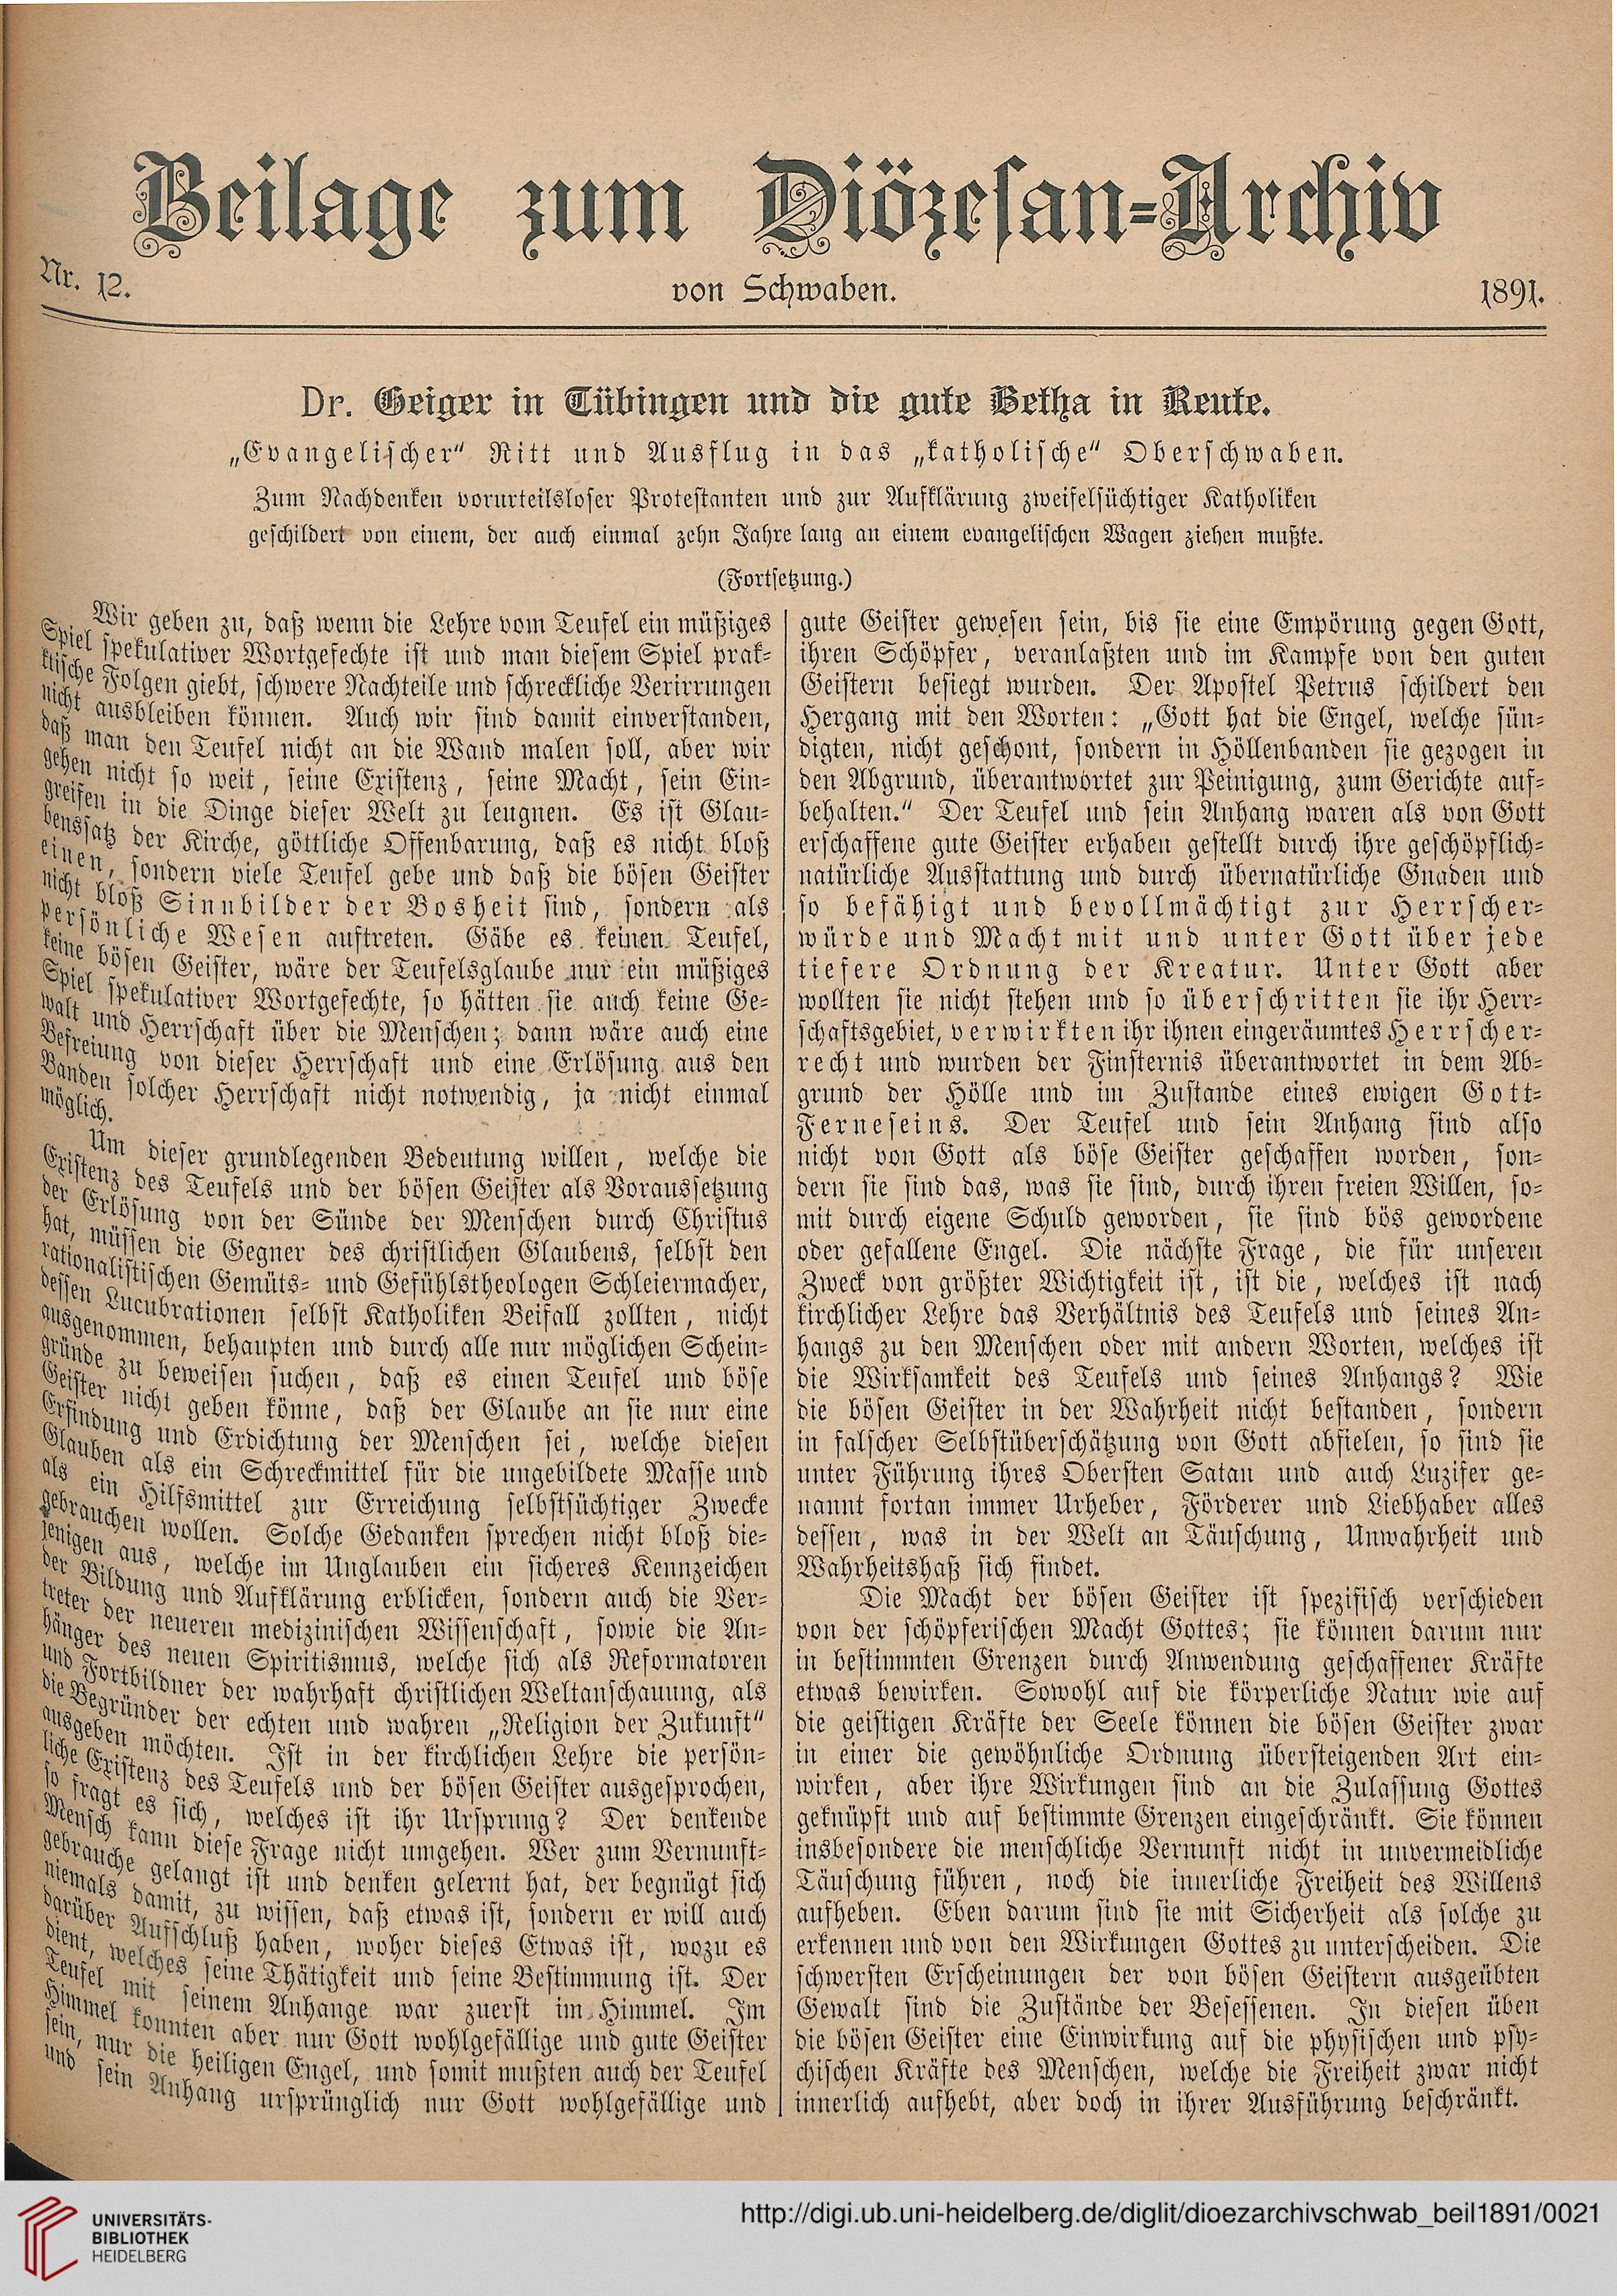 Beilage zum Diözesan-Archiv
Nr. 12.
von Schwaben.
1891.
Dr. Geiger in Tübingen und die gute Betha in Reute.
„Evangelischer“ Ritt und Ausflug in das „katholische“ Oberschwaben.
Zum Nachdenken vorurteilsloser Protestanten und zur Aufklärung zweifelsüchtiger Katholiken
geschildert von einem, der auch einmal zehn Jahre lang an einem evangelischen Wagen ziehen mußte.
(Fortsetzung.)
Wir geben zu, daß wenn die Lehre vom Teufel ein müßiges
Spiel spekulativer Wortgefechte ist und man diesem Spiel prak-
ktische Folgen giebt, schwere Nachteile und schreckliche Verirrungen
nicht ausbleiben können. Auch wir sind damit einverstanden,
daß man den Teufel nicht an die Wand malen soll, aber wir
gehen nicht so weit, seine Existenz, seine Macht, sein Ein-
greifen in die Dinge dieser Welt zu leugnen. Es ist Glau-
benssatz der Kirche, göttliche Offenbarung, daß es nicht bloß
einen, sondern viele Teufel gebe und daß die bösen Geister
nicht bloß Sinnbilder der Bosheit sind, sondern als
persönliche Wesen auftreten. Gäbe es keinen Teufel,
keine bösen Geister, wäre der Teufelsglaube nur ein müßiges
Spiel spekulativer Wortgefechte, so hätten sie auch keine Ge-
walt und Herrschaft über die Menschen; dann wäre auch eine
Befreiung von dieser Herrschaft und eine Erlösung aus den
Banden solcher Herrschaft nicht notwendig, ja nicht einmal
möglich.
Um dieser grundlegenden Bedeutung willen, welche die
Existenz des Teufels und der bösen Geister als Voraussetzung
der Erlösung von der Sünde der Menschen durch Christus
hat, müssen die Gegner des christlichen Glaubens, selbst den
rationalistischen Gemüts- und Gefühlstheologen Schleiermacher,
dessen Lucubrationen selbst Katholiken Beifall zollten, nicht
ausgenommen, behaupten und durch alle nur möglichen Schein-
gründe zu beweisen suchen, daß es einen Teufel und böse
Geister nicht geben könne, daß der Glaube an sie nur eine
Erfindung und Erdichtung der Menschen sei, welche diesen
Glauben als ein Schreckmittel für die ungebildete Masse und
als ein Hilfsmittel zur Erreichung selbstsüchtiger Zwecke
gebrauchen wollen. Solche Gedanken sprechen nicht bloß die-
jenigen aus, welche im Unglauben ein sicheres Kennzeichen
der Bildung und Aufklärung erblicken, sondern auch die Ver-
treter der neueren medizinischen Wissenschaft, sowie die An-
hänger des neuen Spiritismus, welche sich als Reformatoren
und Fortbildner der wahrhaft christlichen Weltanschauung, als
die Begründer der echten und wahren „Religion der Zukunft“
ausgeben möchten. Ist in der kirchlichen Lehre die persön-
liche Existenz des Teufels und der bösen Geister ausgesprochen,
so fragt es sich, welches ist ihr Ursprung? Der denkende
Mensch kann diese Frage nicht umgehen. Wer zum Vernunft-
gebrauche gelangt ist und denken gelernt hat, der begnügt sich
niemals damit, zu wissen, daß etwas ist, sondern er will auch
darüber Aufschluß haben, woher dieses Etwas ist, wozu es
dient, welches seine Thätigkeit und seine Bestimmung ist. Der
Teufel mit seinem Anhange war zuerst im Himmel. Im
Himmel konnten aber nur Gott wohlgefällige und gute Geister
sein, nur die heiligen Engel, und somit mußten auch der Teufel
und sein Anhang ursprünglich nur Gott wohlgefällige und
gute Geister gewesen sein, bis sie eine Empörung gegen Gott,
ihren Schöpfer, veranlaßten und im Kampfe von den guten
Geistern besiegt wurden. Der Apostel Petrus schildert den
Hergang mit den Worten: „Gott hat die Engel, welche sün-
digten, nicht geschont, sondern in Höllenbanden sie gezogen in
den Abgrund, überantwortet zur Peinigung, zum Gerichte auf-
behalten.“ Der Teufel und sein Anhang waren als von Gott
erschaffene gute Geister erhaben gestellt durch ihre geschöpflich-
natürliche Ausstattung und durch übernatürliche Gnaden und
so befähigt und bevollmächtigt zur Herrscher-
würde und Macht mit und unter Gott über jede
tiefere Ordnung der Kreatur. Unter Gott aber
wollten sie nicht stehen und so überschritten sie ihr Herr-
schaftsgebiet, verwirkten ihr ihnen eingeräumtes Herrscher-
recht und wurden der Finsternis überantwortet in dem Ab-
grund der Hölle und im Zustande eines ewigen Gott-
Ferneseins. Der Teufel und sein Anhang sind also
nicht von Gott als böse Geister geschaffen worden, son-
dern sie sind das, was sie sind, durch ihren freien Willen, so-
mit durch eigene Schuld geworden, sie sind bös gewordene
oder gefallene Engel. Die nächste Frage, die für unseren
Zweck von größter Wichtigkeit ist, ist die, welches ist nach
kirchlicher Lehre das Verhältnis des Teufels und seines An-
hangs zu den Menschen oder mit andern Worten, welches ist
die Wirksamkeit des Teufels und seines Anhangs? Wie
die bösen Geister in der Wahrheit nicht bestanden, sondern
in falscher Selbstüberschätzung von Gott abfielen, so sind sie
unter Führung ihres Obersten Satan und auch Luzifer ge-
nannt fortan immer Urheber, Förderer und Liebhaber alles
dessen, was in der Welt an Täuschung, Unwahrheit und
Wahrheitshaß sich findet.
Die Macht der bösen Geister ist spezifisch verschieden
von der schöpferischen Macht Gottes; sie können darum nur
in bestimmten Grenzen durch Anwendung geschaffener Kräfte
etwas bewirken. Sowohl auf die körperliche Natur wie auf
die geistigen Kräfte der Seele können die bösen Geister zwar
in einer die gewöhnliche Ordnung übersteigenden Art ein-
wirken, aber ihre Wirkungen sind an die Zulassung Gottes
geknüpft und auf bestimmte Grenzen eingeschränkt. Sie können
insbesondere die menschliche Vernunft nicht in unvermeidliche
Täuschung führen, noch die innerliche Freiheit des Willens
aufheben. Eben darum sind sie mit Sicherheit als solche zu
erkennen und von den Wirkungen Gottes zu unterscheiden. Die
schwersten Erscheinungen der von bösen Geistern ausgeübten
Gewalt sind die Zustände der Besessenen. In diesen üben
die bösen Geister eine Einwirkung auf die physischen und psy-
chischen Kräfte des Menschen, welche die Freiheit zwar nicht
innerlich aufhebt, aber doch in ihrer Ausführung beschränkt.
UNIVERSITÄTS-
BIBLIOTHEK
HEIDELBERG
http://digi.ub.uni-heidelberg.de/diglit/dioezarchivschwab_beil1891/0021